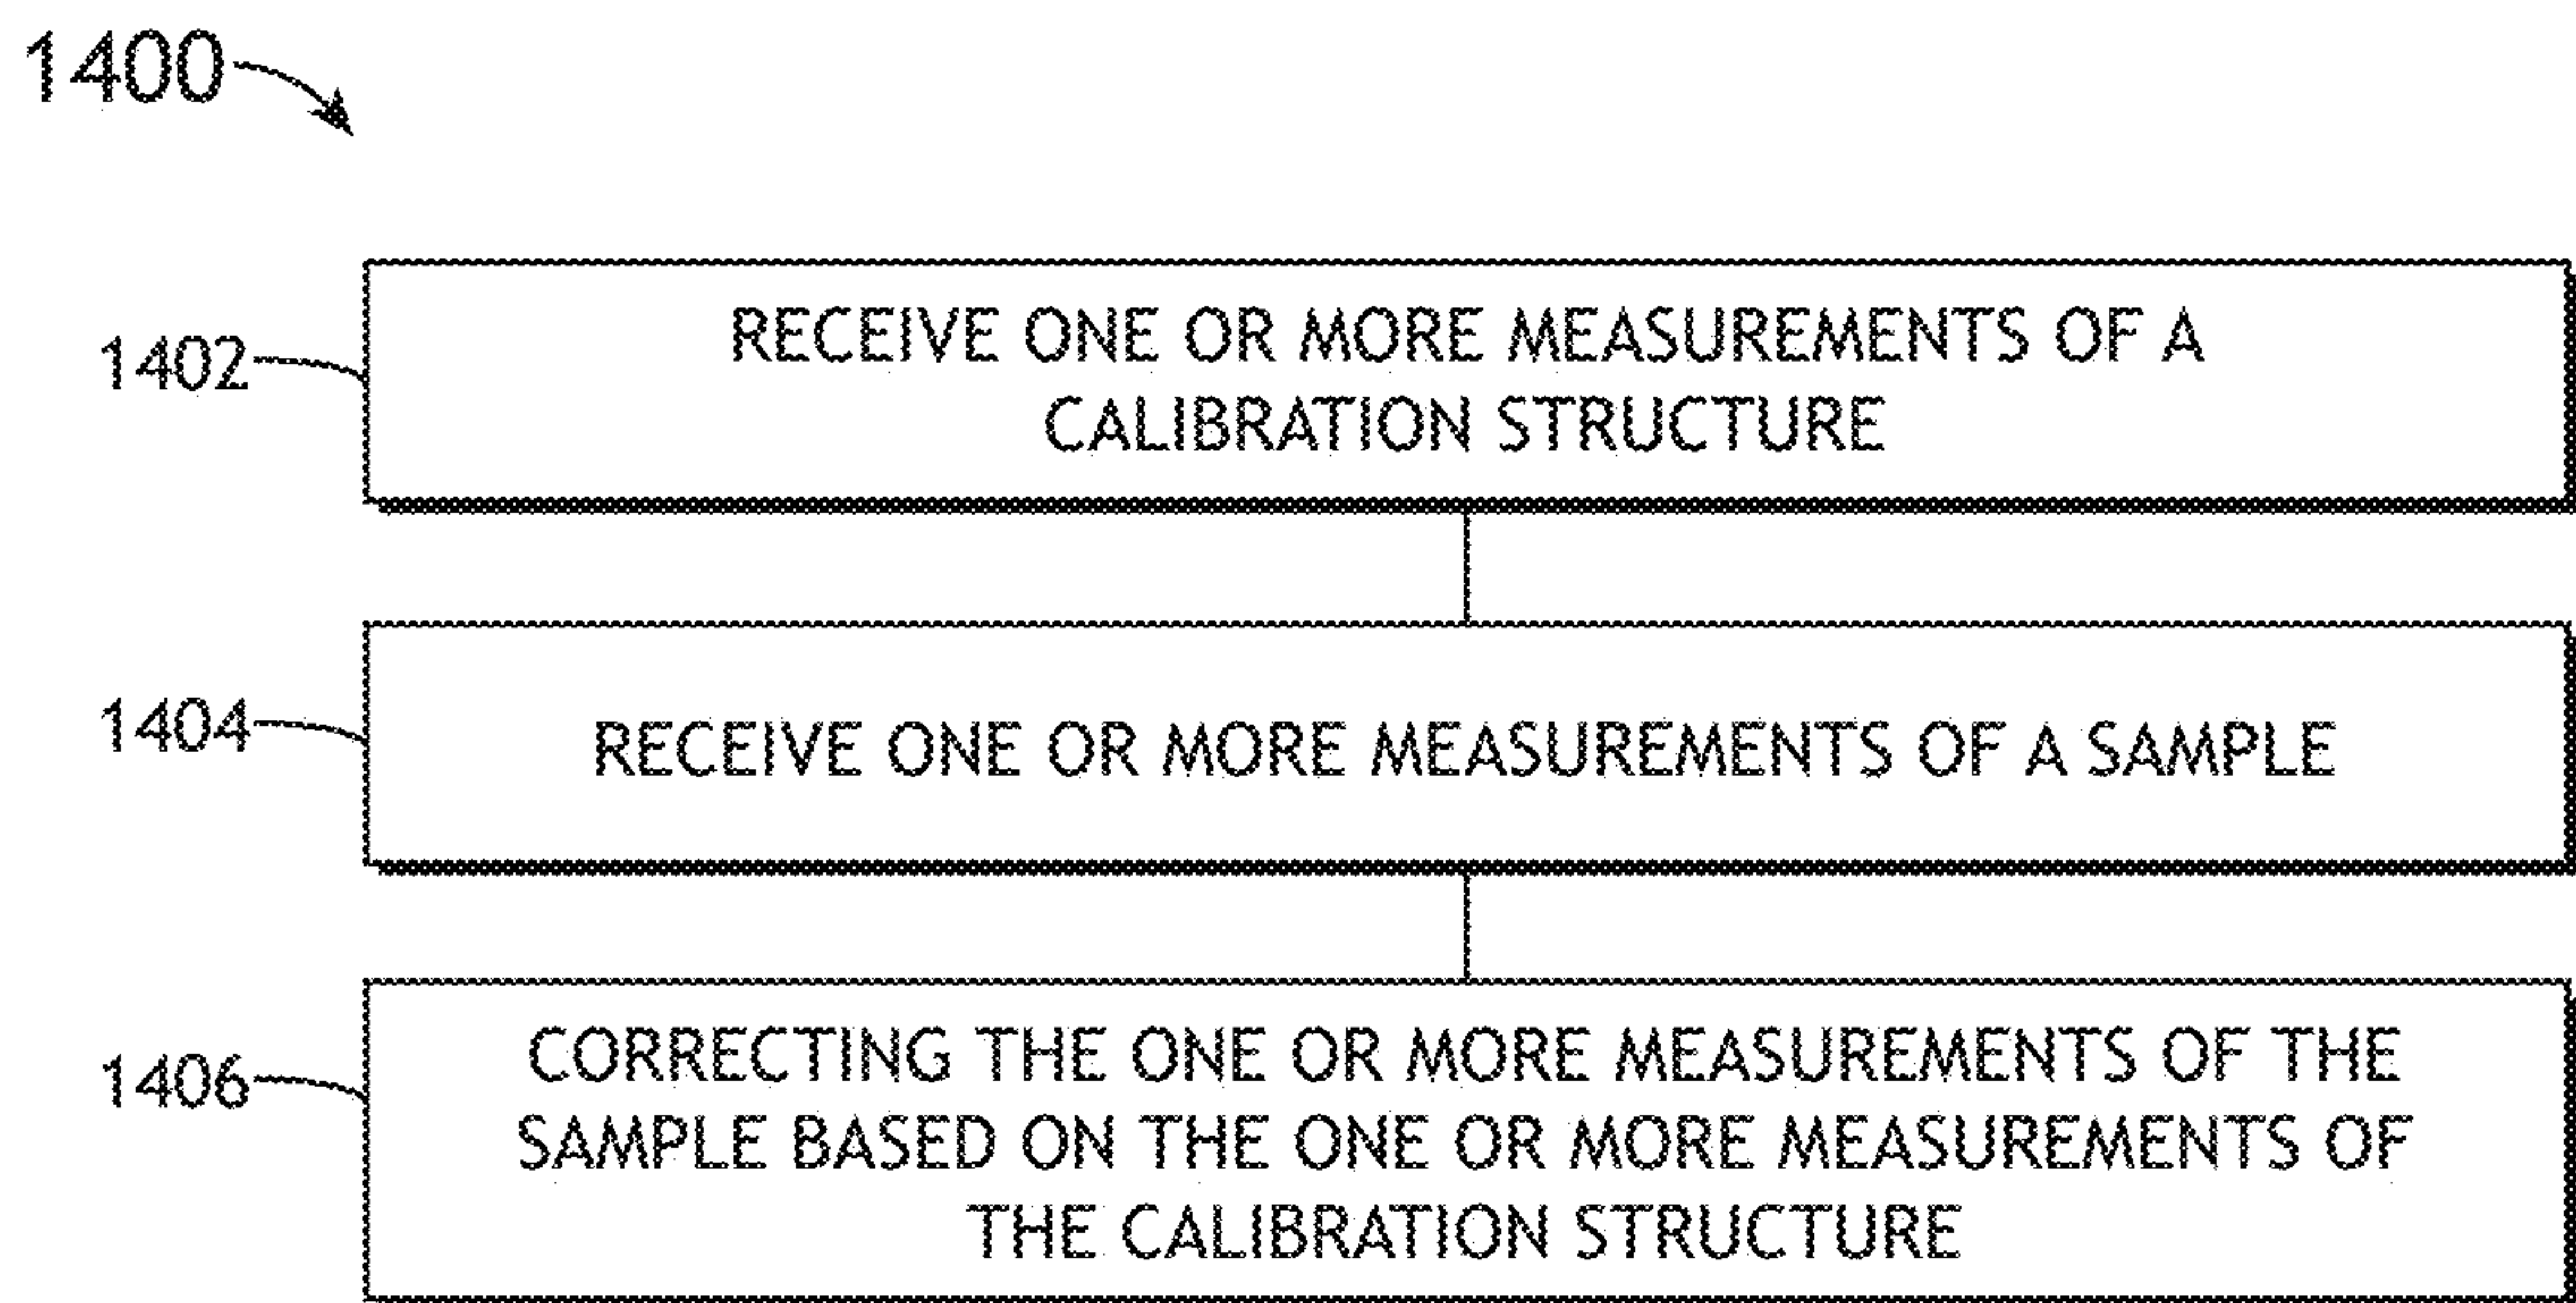 1400
1402
RECEIVE ONE OR MORE MEASUREMENTS OF A
CALIBRATION STRUCTURE
1404
RECEIVE ONE OR MORE MEASUREMENTS OF A SAMPLE
1406
CORRECTING THE ONE OR MORE MEASUREMENTS OF THE
SAMPLE BASED ON THE ONE OR MORE MEASUREMENTS OF
THE CALIBRATION STRUCTURE